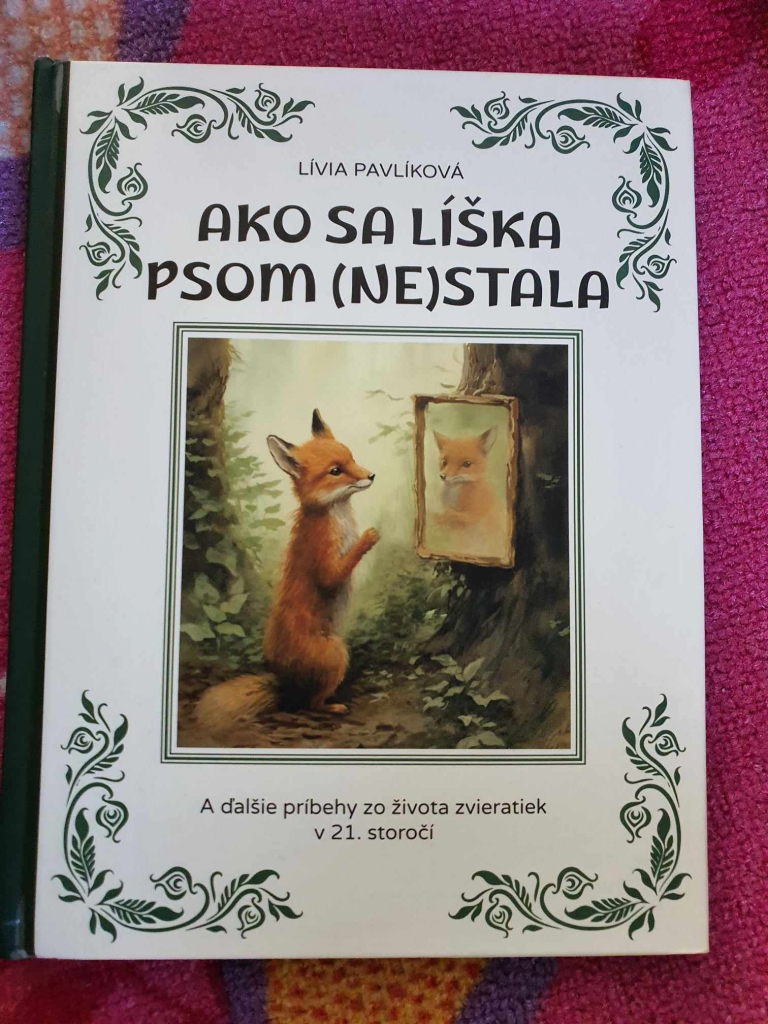 LÍVIA PAVLÍKOVÁ
AKO SA LÍŠKA
PSOM (NE)STALA
A ďalšie príbehy zo života zvieratiek
v 21. storočí